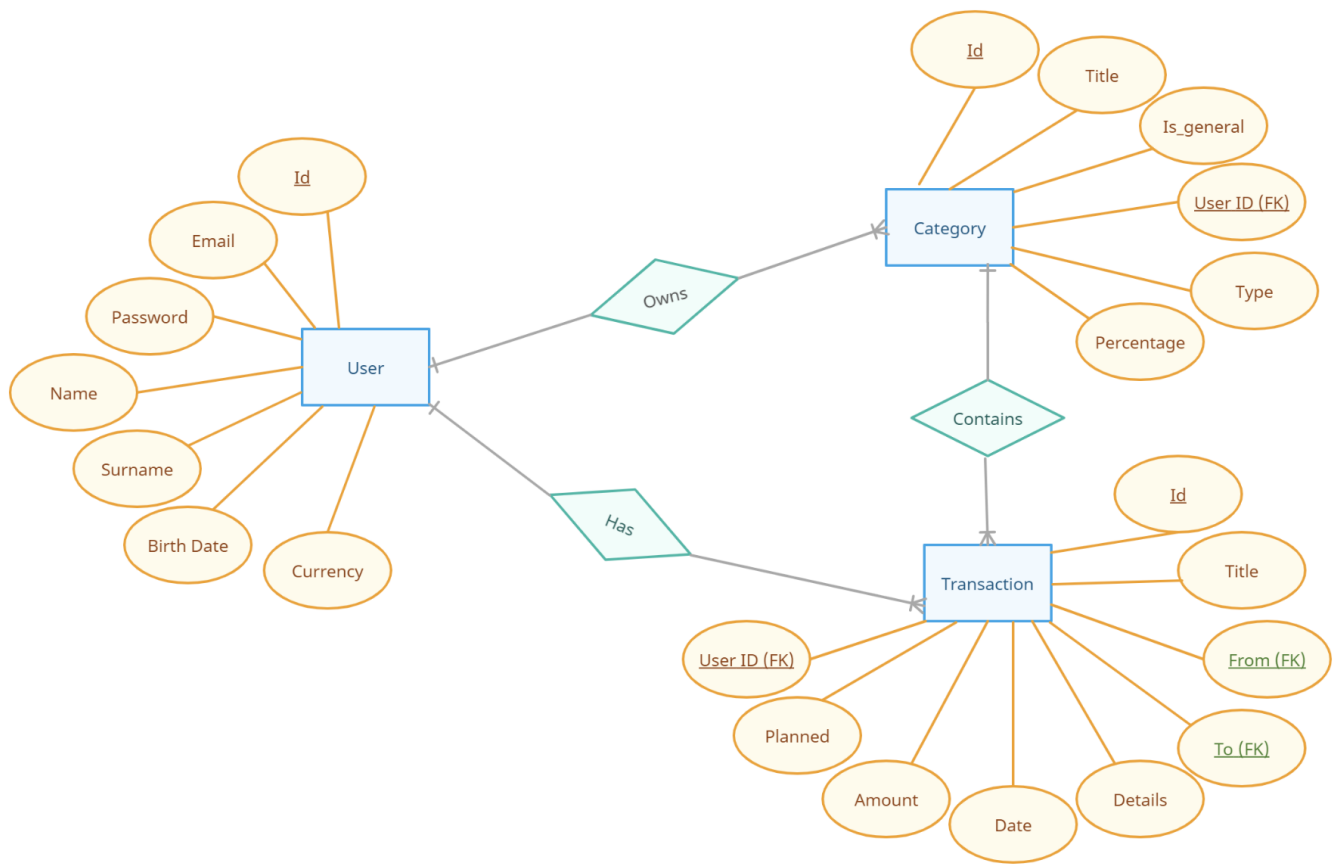 Id
Title
Is_general
User ID (FK)
Type
Percentage
Category
Id
Email
Password
Name
Surname
Birth Date
Currency
User
Owns
Has
Contains
Transaction
Id
Title
From (FK)
To (FK)
Details
Date
Amount
Planned
User ID (FK)